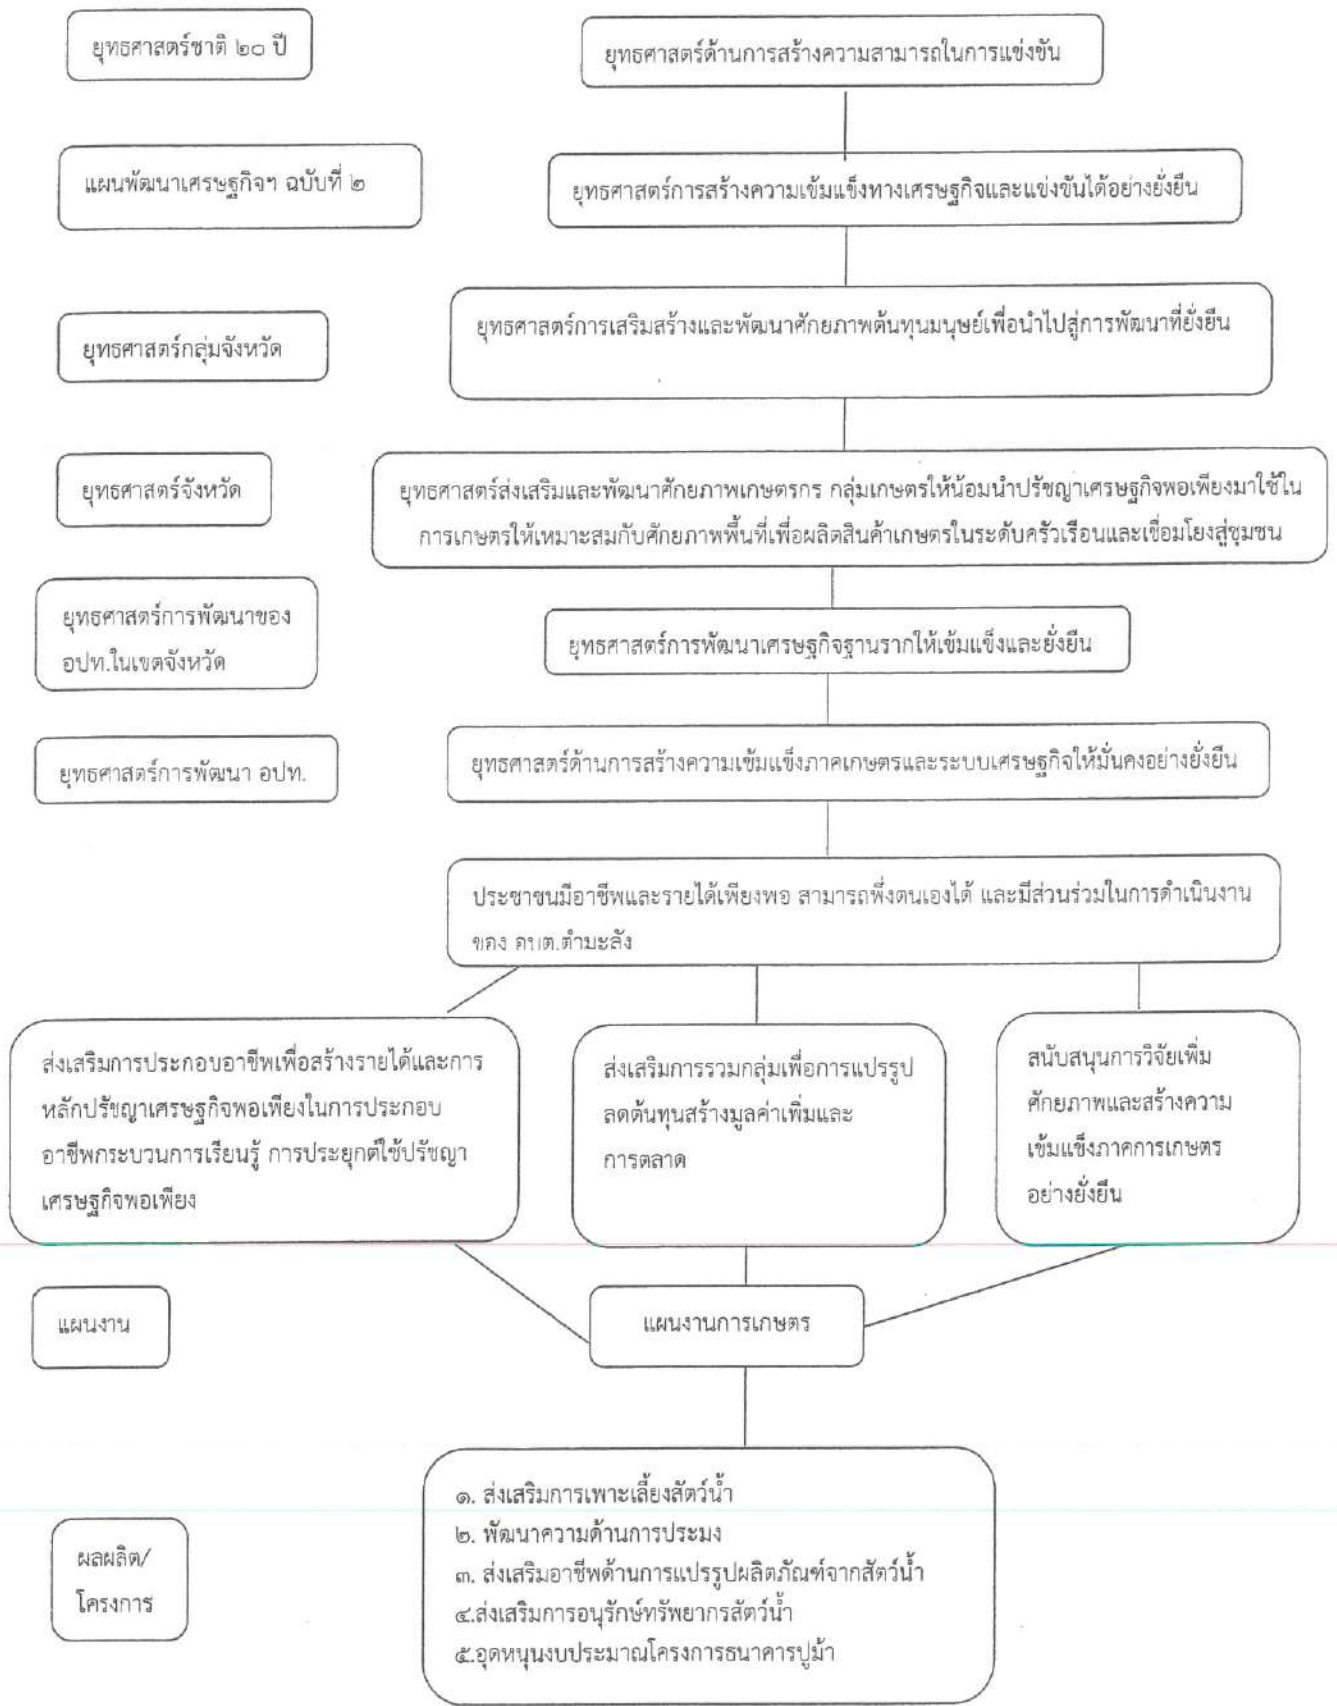 ยุทธศาสตร์ชาติ ๒๐ ปี
ยุทธศาสตร์ด้านการสร้างความสามารถในการแข่งขัน
แผนพัฒนาเศรษฐกิจฯ ฉบับที่ ๒
ยุทธศาสตร์การสร้างความเข้มแข็งทางเศรษฐกิจและแข่งขันได้อย่างยั่งยืน
ยุทธศาสตร์กลุ่มจังหวัด
ยุทธศาสตร์การเสริมสร้างและพัฒนาศักยภาพต้นทุนมนุษย์เพื่อนำไปสู่การพัฒนาที่ยั่งยืน
ยุทธศาสตร์จังหวัด
ยุทธศาสตร์ส่งเสริมและพัฒนาศักยภาพเกษตรกร กลุ่มเกษตรให้น้อมนำปรัชญาเศรษฐกิจพอเพียงมาใช้ใน
การเกษตรให้เหมาะสมกับศักยภาพพื้นที่เพื่อผลิตสินค้าเกษตรในระดับครัวเรือนและเชื่อมโยงสู่ชุมชน
ยุทธศาสตร์การพัฒนาของ
อปท.ในเขตจังหวัด
ยุทธศาสตร์การพัฒนาเศรษฐกิจฐานรากให้เข้มแข็งและยั่งยืน
ยุทธศาสตร์การพัฒนา อปท.
ยุทธศาสตร์ด้านการสร้างความเข้มแข็งภาคเกษตรและระบบเศรษฐกิจให้มั่นคงอย่างยั่งยืน
ประชาชนมีอาชีพและรายได้เพียงพอ สามารถพึ่งตนเองได้ และมีส่วนร่วมในการดำเนินงาน
ของ อบต.ตำมะลัง
ส่งเสริมการประกอบอาชีพเพื่อสร้างรายได้และการ
หลักปรัชญาเศรษฐกิจพอเพียงในการประกอบ
อาชีพกระบวนการเรียนรู้ การประยุกต์ใช้ปรัชญา
เศรษฐกิจพอเพียง
ส่งเสริมการรวมกลุ่มเพื่อการแปรรูป
ลดต้นทุนสร้างมูลค่าเพิ่มและ
การตลาด
สนับสนุนการวิจัยเพิ่ม
ศักยภาพและสร้างความ
เข้มแข็งภาคการเกษตร
อย่างยั่งยืน
แผนงาน
แผนงานการเกษตร
ผลผลิต/
โครงการ
๑. ส่งเสริมการเพาะเลี้ยงสัตว์น้ำ
๒. พัฒนาความด้านการประมง
๓. ส่งเสริมอาชีพด้านการแปรรูปผลิตภัณฑ์จากสัตว์น้ำ
๔.ส่งเสริมการอนุรักษ์ทรัพยากรสัตว์น้ำ
๕.อุดหนุนงบประมาณโครงการธนาคารปูม้า